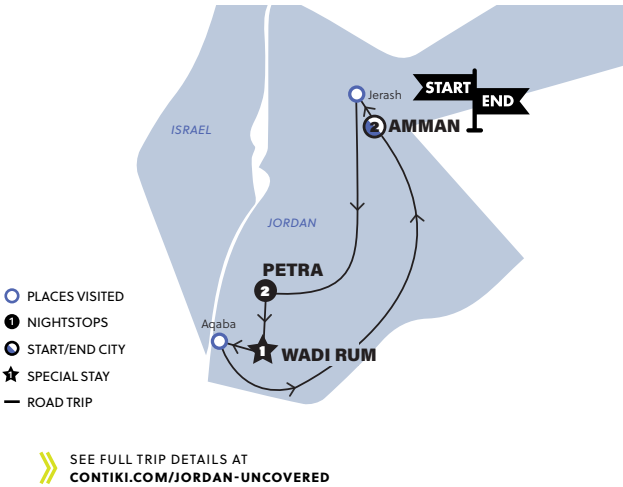 Jerash
START
END
2 AMMAN
ISRAEL
JORDAN
PETRA
2
Aqaba
1 WADI RUM
PLACES VISITED
1 NIGHTSTOPS
START/END CITY
1 SPECIAL STAY
ROAD TRIP
SEE FULL TRIP DETAILS AT
CONTIKI.COM/JORDAN-UNCOVERED